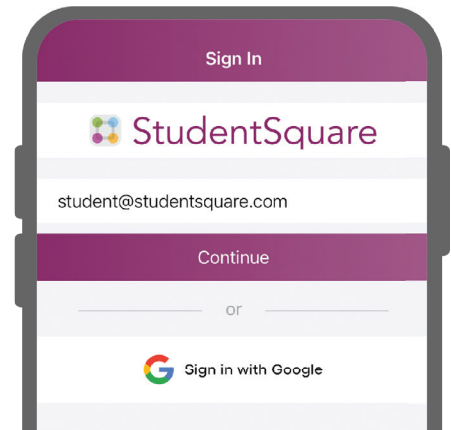 Sign In
StudentSquare
student@studentsquare.com
Continue
or
Sign in with Google